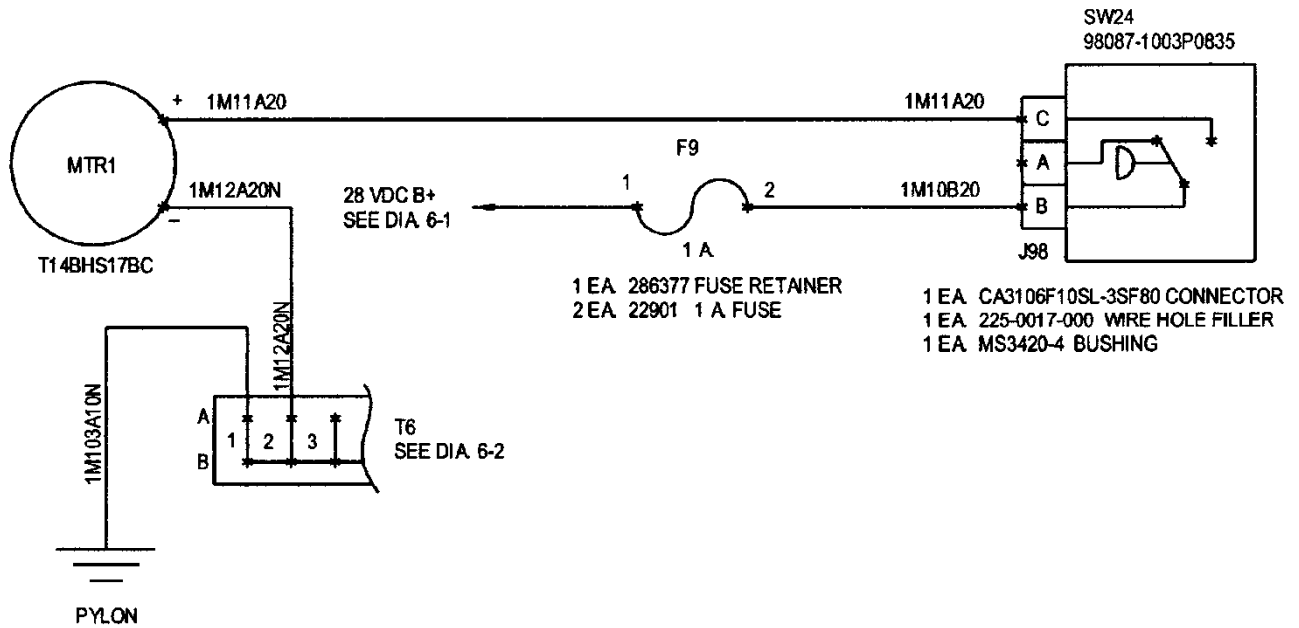 SW24
98087-1003P0835
+ 1M11A20
1M11A20
C
F9
MTR1
A
1M12A20N
–
28 VDC B+
SEE DIA. 6-1
1
2
1M10B20
B
T14BHS17BC
1 A.
J98
1 EA. 286377 FUSE RETAINER
2 EA. 22901 1 A. FUSE
1 EA. CA3106F10SL-3SF80 CONNECTOR
1 EA. 225-0017-000 WIRE HOLE FILLER
1 EA. MS3420-4 BUSHING
1M12A20N
1M103A10N
A
1 2 3
B
T6
SEE DIA. 6-2
PYLON